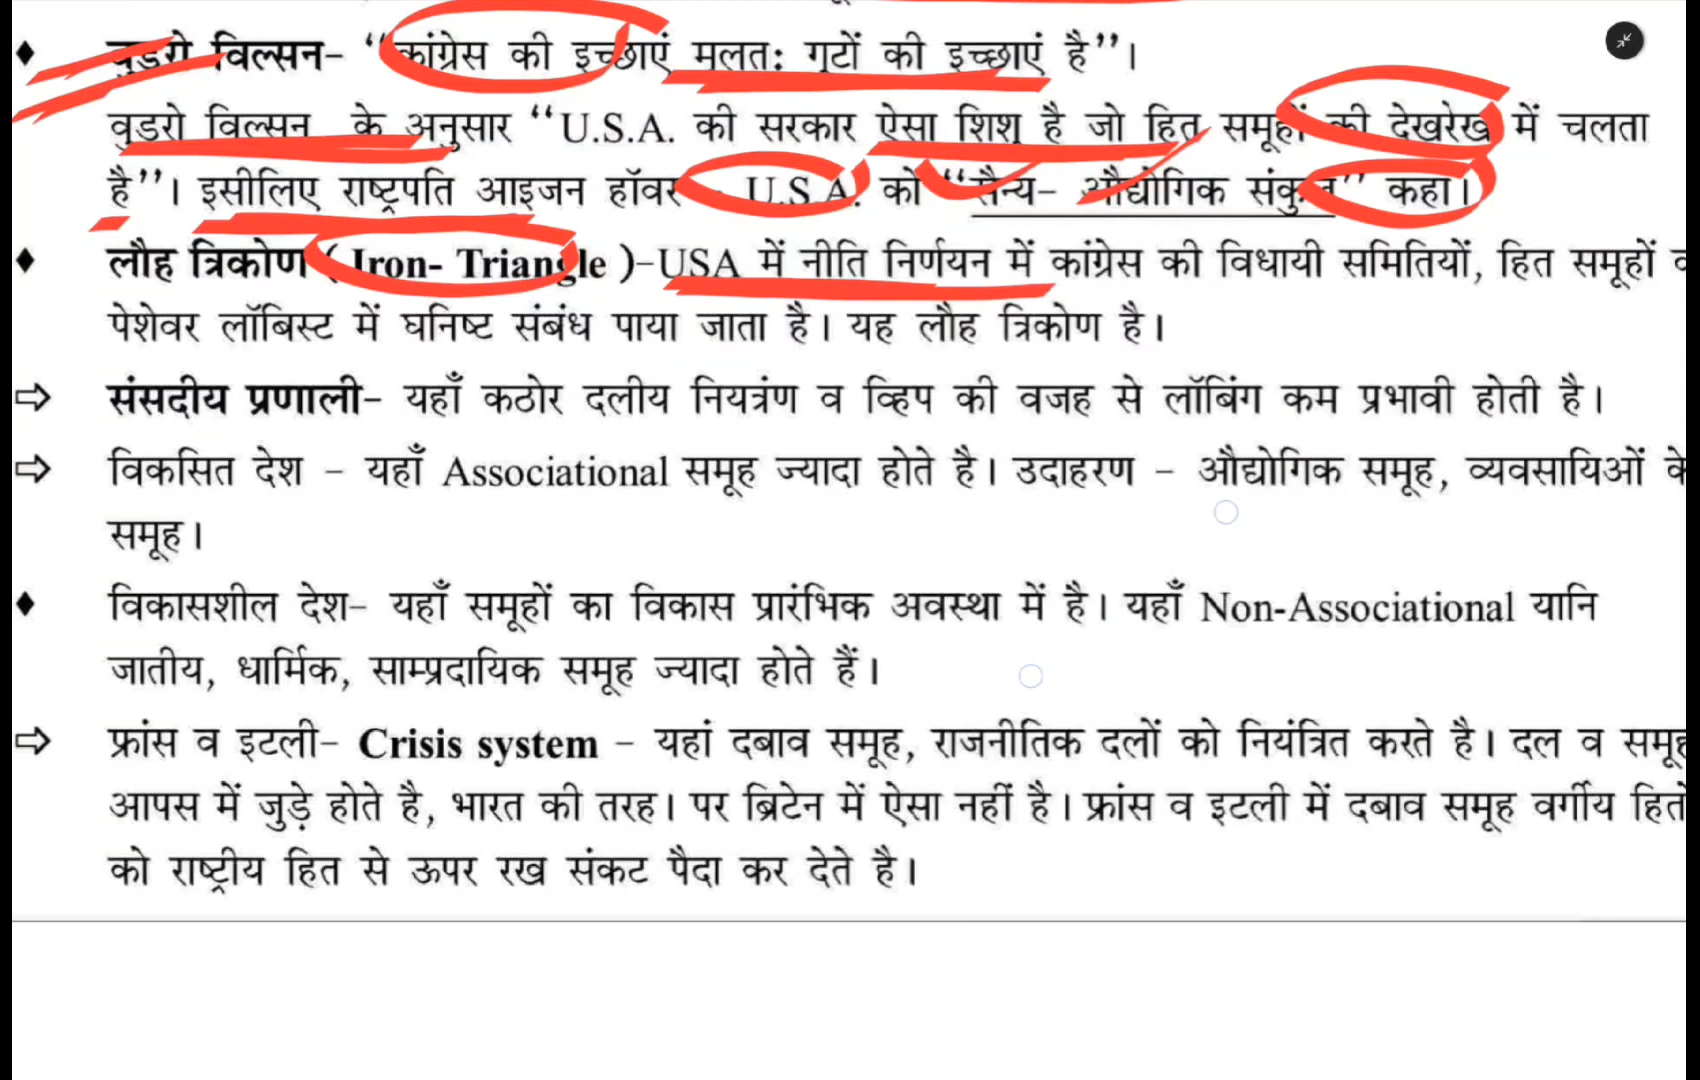 वुडरो विल्सन- “कांग्रेस की इच्छाएं मूलतः गुटों की इच्छाएं है”।
वुडरो विल्सन के अनुसार “U.S.A. की सरकार ऐसा शिशु है जो हित समूहों की देखरेख में चलता
है”। इसीलिए राष्ट्रपति आइजन हॉवर - U.S.A. को “सैन्य- औद्योगिक संकुल” कहा।
लौह त्रिकोण ( Iron- Triangle )-USA में नीति निर्णयन में कांग्रेस की विधायी समितियों, हित समूहों व
पेशेवर लॉबिस्ट में घनिष्ट संबंध पाया जाता है। यह लौह त्रिकोण है।
⇨ संसदीय प्रणाली- यहाँ कठोर दलीय नियत्रंण व व्हिप की वजह से लॉबिंग कम प्रभावी होती है।
⇨ विकसित देश - यहाँ Associational समूह ज्यादा होते है। उदाहरण - औद्योगिक समूह, व्यवसायिओं के
समूह।
विकासशील देश- यहाँ समूहों का विकास प्रारंभिक अवस्था में है। यहाँ Non-Associational यानि
जातीय, धार्मिक, साम्प्रदायिक समूह ज्यादा होते हैं।
⇨ फ्रांस व इटली- Crisis system - यहां दबाव समूह, राजनीतिक दलों को नियंत्रित करते है। दल व समूह
आपस में जुड़े होते है, भारत की तरह। पर ब्रिटेन में ऐसा नहीं है। फ्रांस व इटली में दबाव समूह वर्गीय हितों
को राष्ट्रीय हित से ऊपर रख संकट पैदा कर देते है।